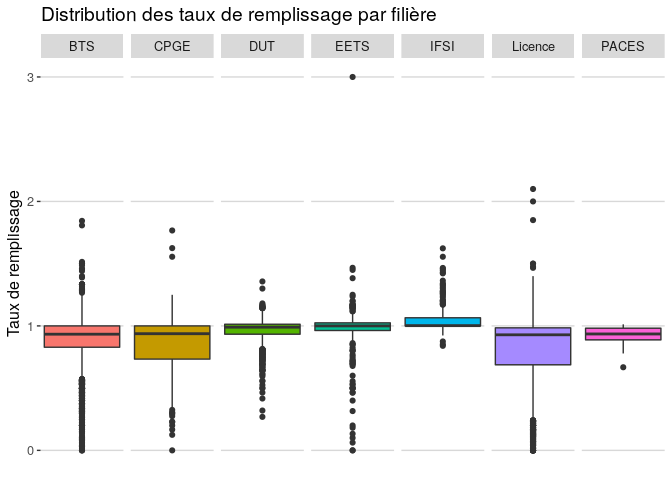 Distribution des taux de remplissage par filière
BTS
CPGE
DUT
EETS
IFSI
Licence
PACES
Taux de remplissage
3
2
1
0